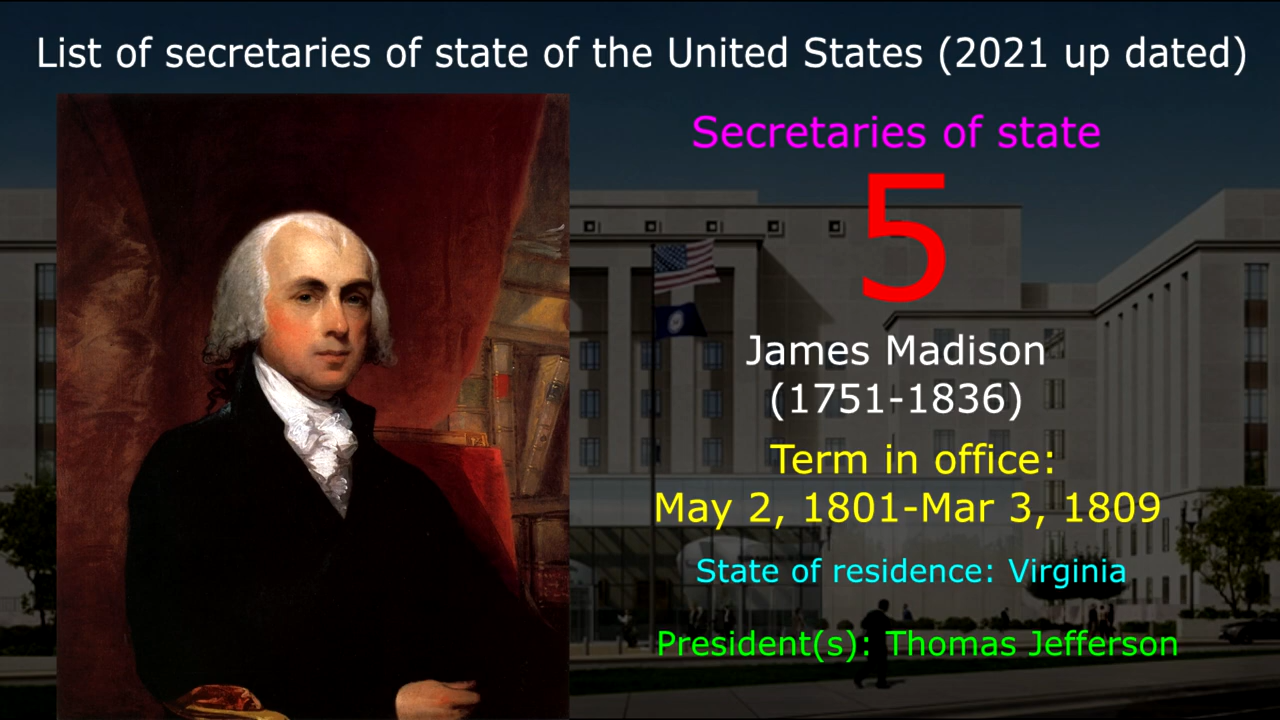 List of secretaries of state of the United States (2021 up dated)
Secretaries of state
5
James Madison
(1751-1836)
Term in office:
May 2, 1801-Mar 3, 1809
State of residence: Virginia
President(s): Thomas Jefferson